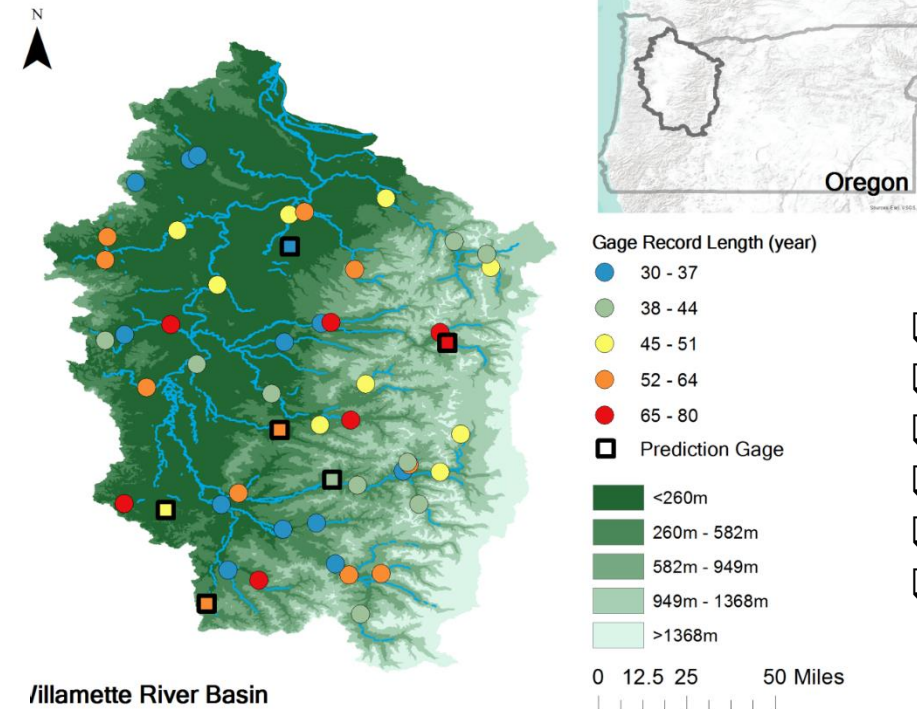 N
Oregon
Gage Record Length (year)
30 - 37
38 - 44
45 - 51
52 - 64
65 - 80
Prediction Gage
<260m
260m - 582m
582m - 949m
949m - 1368m
>1368m
0 12.5 25 50 Miles
illamette River Basin